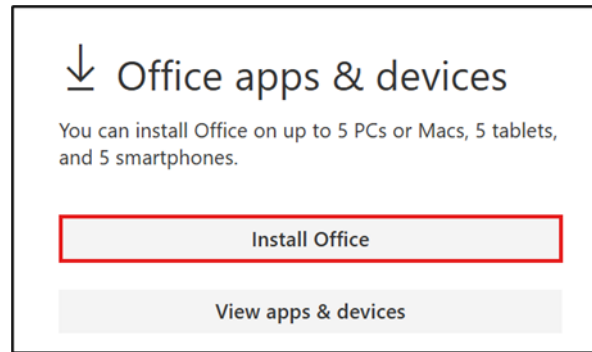 Office apps & devices
You can install Office on up to 5 PCs or Macs, 5 tablets,
and 5 smartphones.
Install Office
View apps & devices